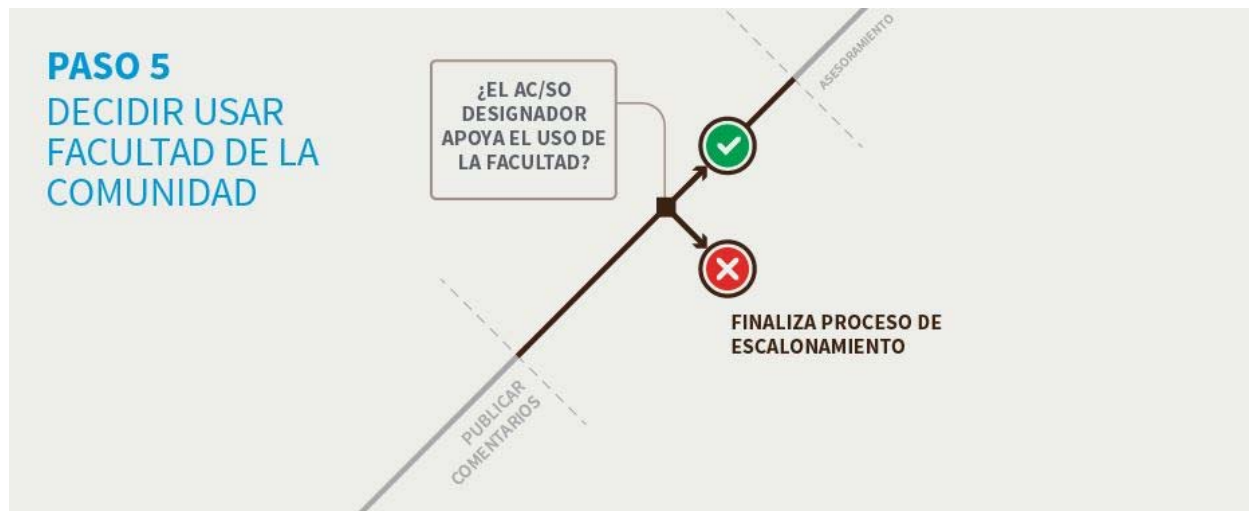 PASO 5
DECIDIR USAR
FACULTAD DE LA
COMUNIDAD
¿EL AC/SO
DESIGNADOR
APOYA EL USO DE
LA FACULTAD?
ASESORAMIENTO
FINALIZA PROCESO DE
ESCALONAMIENTO
PUBLICAR
COMENTARIOS